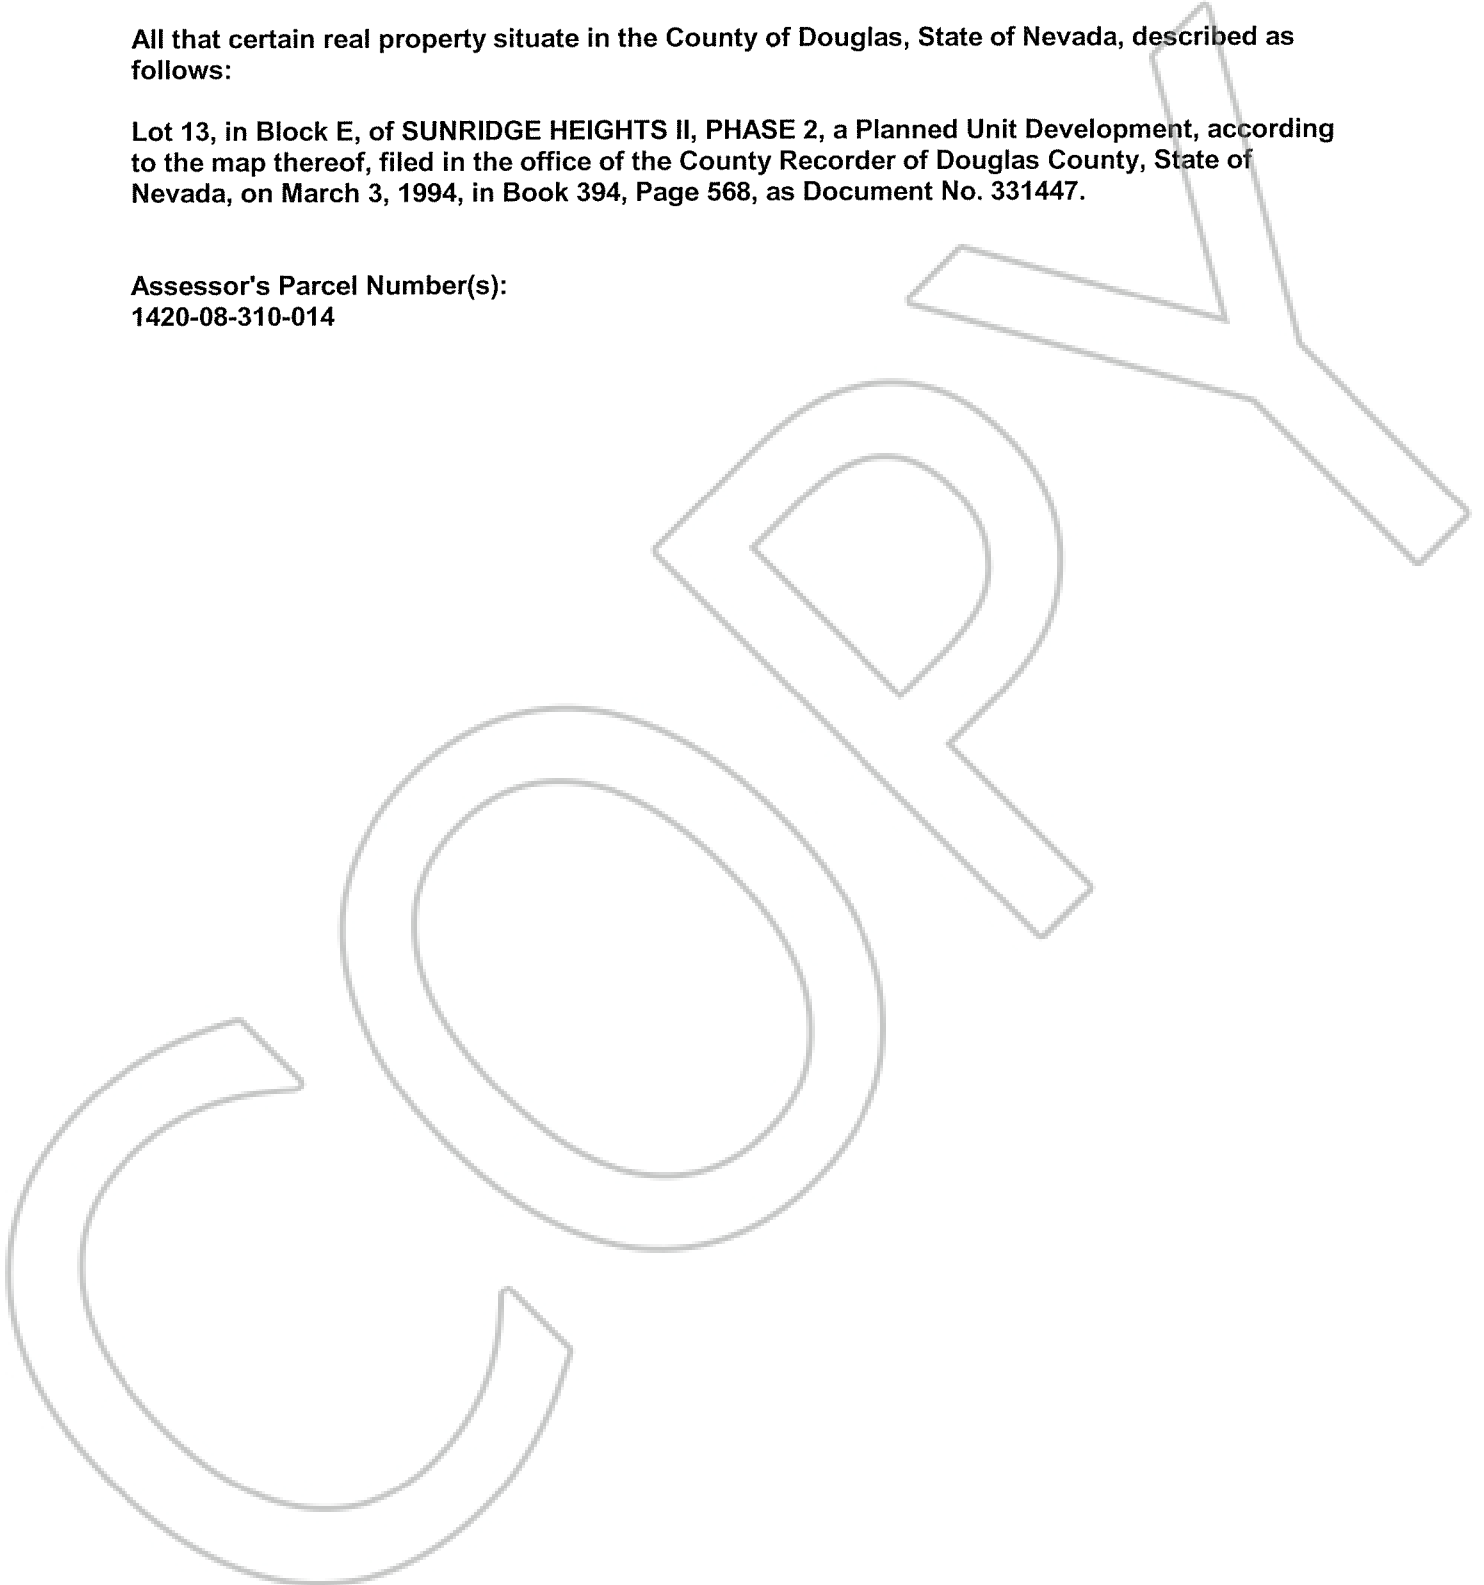 All that certain real property situate in the County of Douglas, State of Nevada, described as
follows:
Lot 13, in Block E, of SUNRIDGE HEIGHTS II, PHASE 2, a Planned Unit Development, according
to the map thereof, filed in the office of the County Recorder of Douglas County, State of
Nevada, on March 3, 1994, in Book 394, Page 568, as Document No. 331447.
Assessor's Parcel Number(s):
1420-08-310-014
COPY